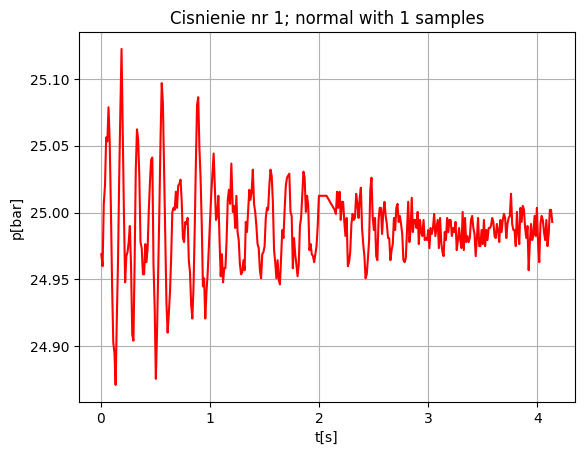 Cisnienie nr 1; normal with 1 samples
p[bar]
25.10
25.05
25.00
24.95
24.90
0 1 2 3 4
t[s]